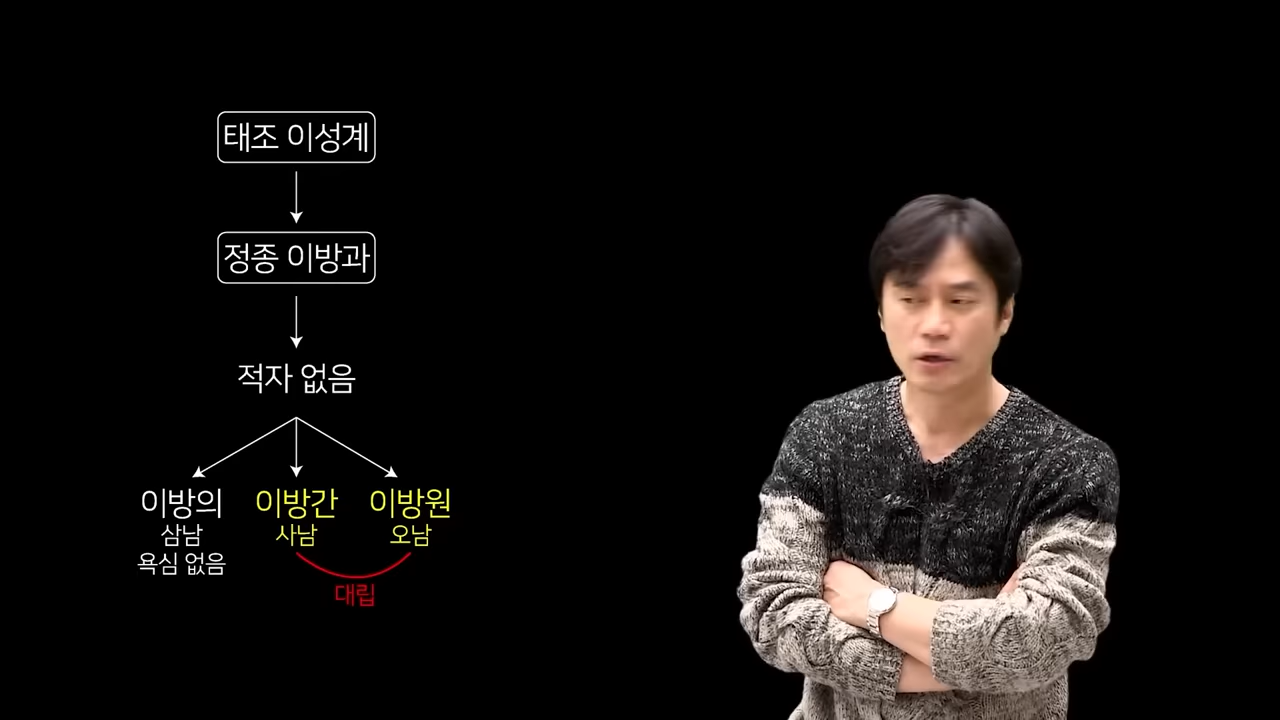 태조 이성계
정종 이방과
적자 없음
이방의 이방간 이방원
삼남 사남 오남
욕심 없음
대립